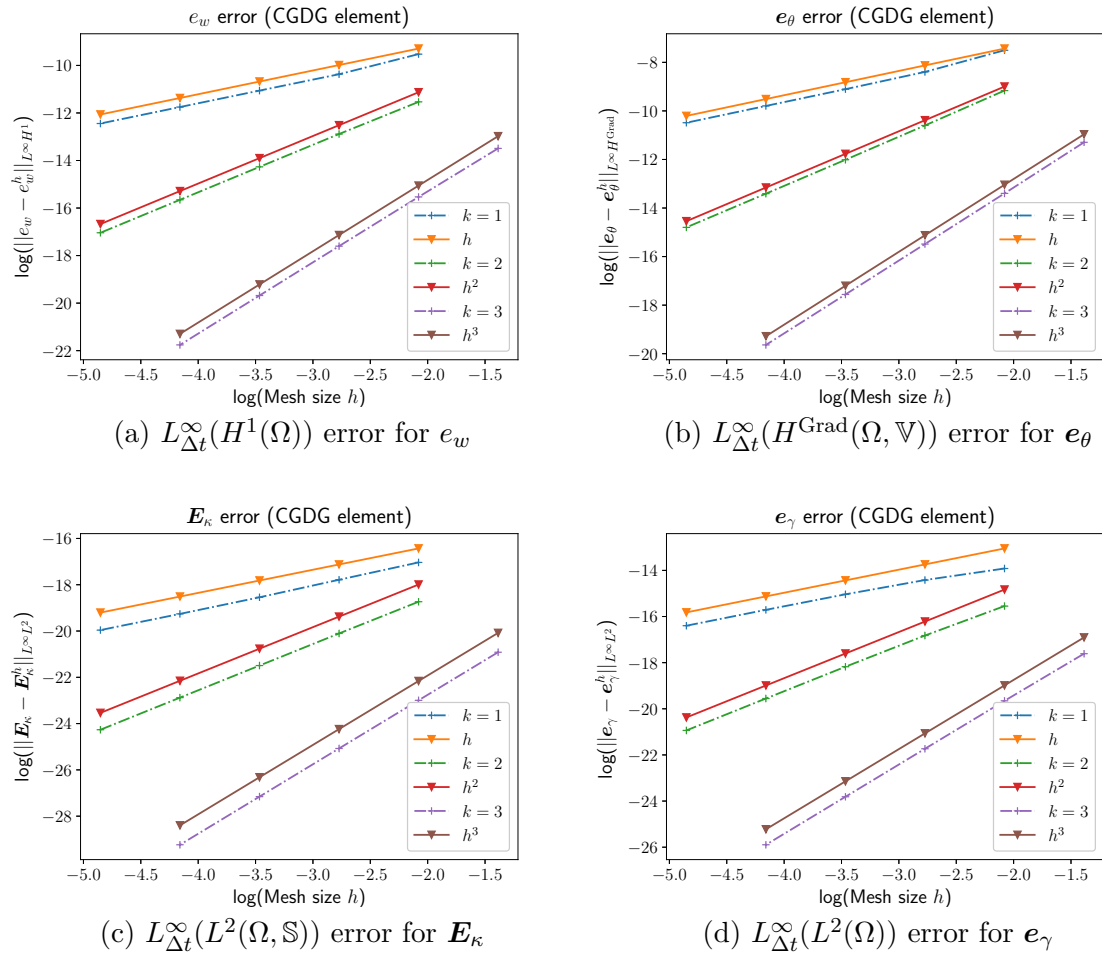 e_w error (CGDG element)
log(||e_w − e_w^h||_{L^∞H^1})
−10
−12
−14
−16
−18
−20
−22
k = 1
h
k = 2
h^2
k = 3
h^3
−5.0 −4.5 −4.0 −3.5 −3.0 −2.5 −2.0 −1.5
log(Mesh size h)
(a) L^∞_{Δt}(H^1(Ω)) error for e_w
e_θ error (CGDG element)
log(||e_θ − e_θ^h||_{L^∞H^{Grad}})
−8
−10
−12
−14
−16
−18
−20
k = 1
h
k = 2
h^2
k = 3
h^3
−5.0 −4.5 −4.0 −3.5 −3.0 −2.5 −2.0 −1.5
log(Mesh size h)
(b) L^∞_{Δt}(H^{Grad}(Ω, 𝕍)) error for e_θ
E_κ error (CGDG element)
log(||E_κ − E_κ^h||_{L^∞L^2})
−16
−18
−20
−22
−24
−26
−28
k = 1
h
k = 2
h^2
k = 3
h^3
−5.0 −4.5 −4.0 −3.5 −3.0 −2.5 −2.0 −1.5
log(Mesh size h)
(c) L^∞_{Δt}(L^2(Ω, 𝕊)) error for E_κ
e_γ error (CGDG element)
log(||e_γ − e_γ^h||_{L^∞L^2})
−14
−16
−18
−20
−22
−24
−26
k = 1
h
k = 2
h^2
k = 3
h^3
−5.0 −4.5 −4.0 −3.5 −3.0 −2.5 −2.0 −1.5
log(Mesh size h)
(d) L^∞_{Δt}(L^2(Ω)) error for e_γ